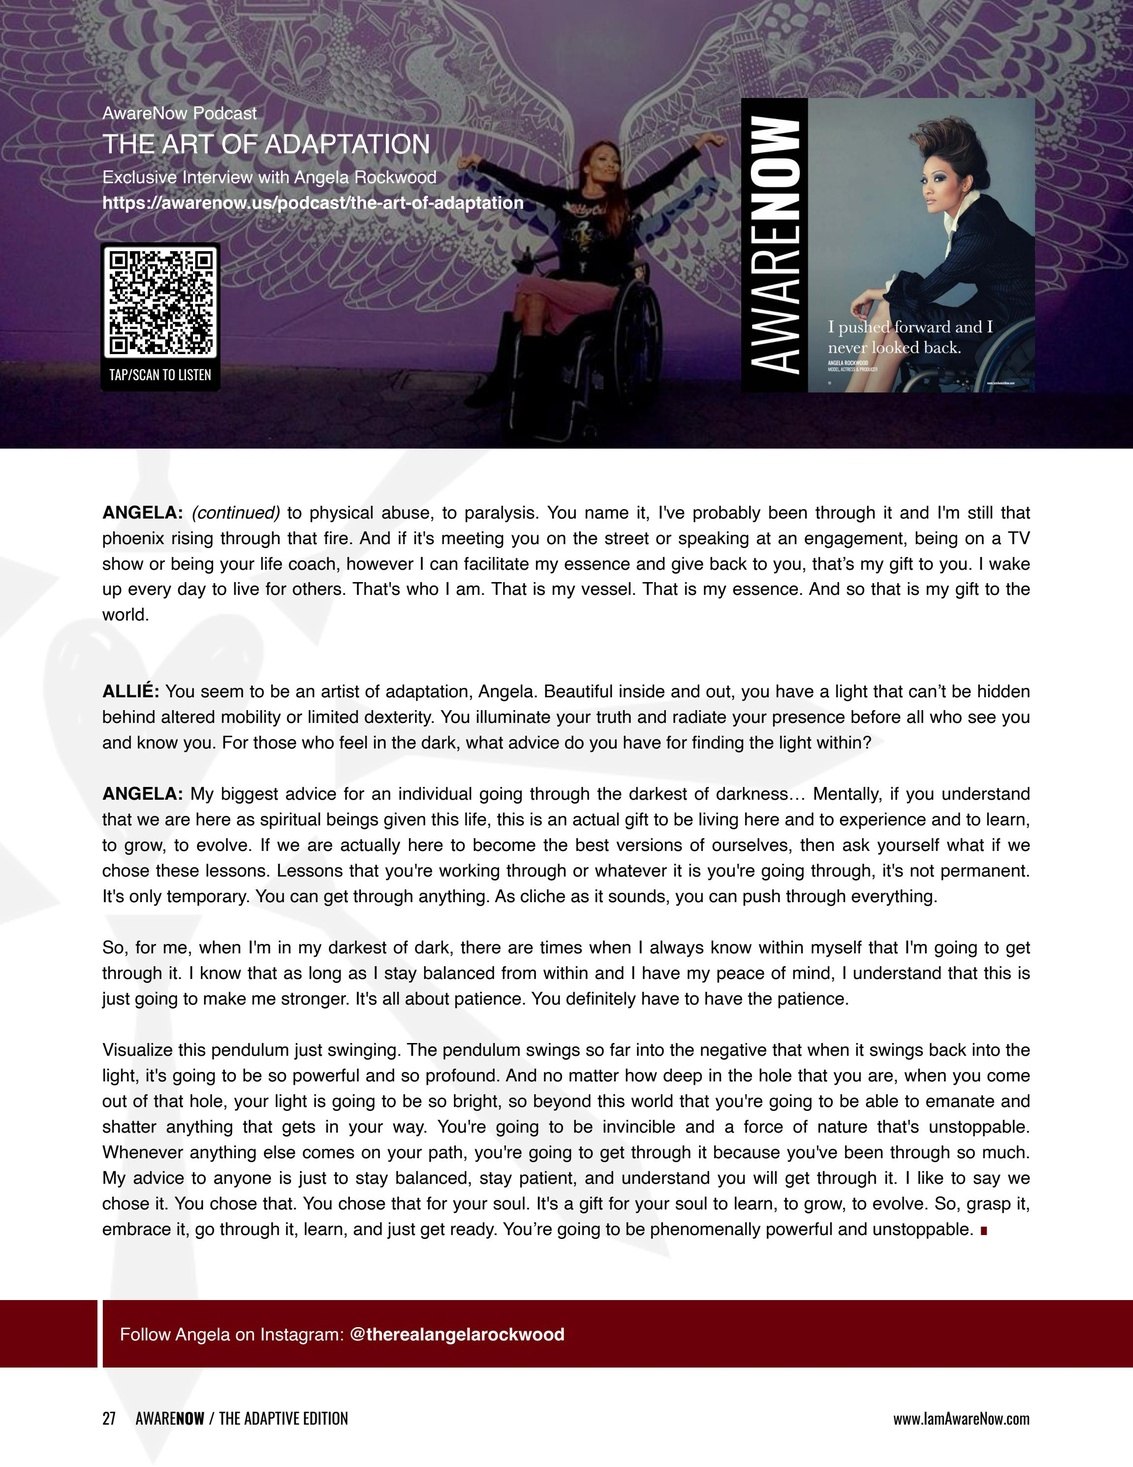 AwareNow Podcast
THE ART OF ADAPTATION
Exclusive Interview with Angela Rockwood
https://awarenow.us/podcast/the-art-of-adaptation
TAP/SCAN TO LISTEN
AWARENOW
I pushed forward and I
never looked back.
ANGELA ROCKWOOD
MODEL, ACTRESS & PRODUCER
ANGELA: (continued) to physical abuse, to paralysis. You name it, I've probably been through it and I'm still that
phoenix rising through that fire. And if it's meeting you on the street or speaking at an engagement, being on a TV
show or being your life coach, however I can facilitate my essence and give back to you, that’s my gift to you. I wake
up every day to live for others. That's who I am. That is my vessel. That is my essence. And so that is my gift to the
world.
ALLIÉ: You seem to be an artist of adaptation, Angela. Beautiful inside and out, you have a light that can’t be hidden
behind altered mobility or limited dexterity. You illuminate your truth and radiate your presence before all who see you
and know you. For those who feel in the dark, what advice do you have for finding the light within?
ANGELA: My biggest advice for an individual going through the darkest of darkness… Mentally, if you understand
that we are here as spiritual beings given this life, this is an actual gift to be living here and to experience and to learn,
to grow, to evolve. If we are actually here to become the best versions of ourselves, then ask yourself what if we
chose these lessons. Lessons that you're working through or whatever it is you're going through, it's not permanent.
It's only temporary. You can get through anything. As cliche as it sounds, you can push through everything.
So, for me, when I'm in my darkest of dark, there are times when I always know within myself that I'm going to get
through it. I know that as long as I stay balanced from within and I have my peace of mind, I understand that this is
just going to make me stronger. It's all about patience. You definitely have to have the patience.
Visualize this pendulum just swinging. The pendulum swings so far into the negative that when it swings back into the
light, it's going to be so powerful and so profound. And no matter how deep in the hole that you are, when you come
out of that hole, your light is going to be so bright, so beyond this world that you're going to be able to emanate and
shatter anything that gets in your way. You're going to be invincible and a force of nature that's unstoppable.
Whenever anything else comes on your path, you're going to get through it because you've been through so much.
My advice to anyone is just to stay balanced, stay patient, and understand you will get through it. I like to say we
chose it. You chose that. You chose that for your soul. It's a gift for your soul to learn, to grow, to evolve. So, grasp it,
embrace it, go through it, learn, and just get ready. You’re going to be phenomenally powerful and unstoppable.
Follow Angela on Instagram: @therealangelarockwood
27 AWARENOW / THE ADAPTIVE EDITION
www.IamAwareNow.com